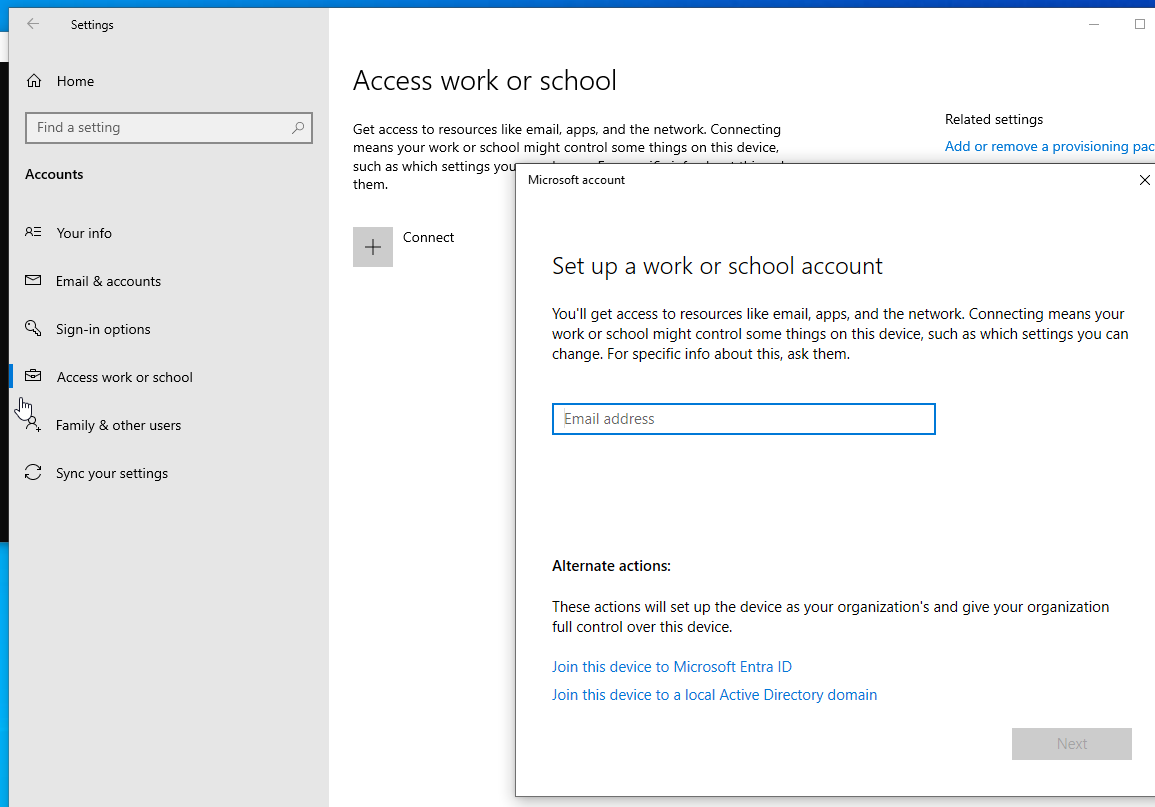 Settings
Home
Find a setting
Accounts
Your info
Email & accounts
Sign-in options
Access work or school
Family & other users
Sync your settings
Access work or school
Get access to resources like email, apps, and the network. Connecting
means your work or school might control some things on this device,
such as which settings you
them.
Connect
Related settings
Add or remove a provisioning pac
Microsoft account
Set up a work or school account
You'll get access to resources like email, apps, and the network. Connecting means your
work or school might control some things on this device, such as which settings you can
change. For specific info about this, ask them.
Email address
Alternate actions:
These actions will set up the device as your organization's and give your organization
full control over this device.
Join this device to Microsoft Entra ID
Join this device to a local Active Directory domain
Next